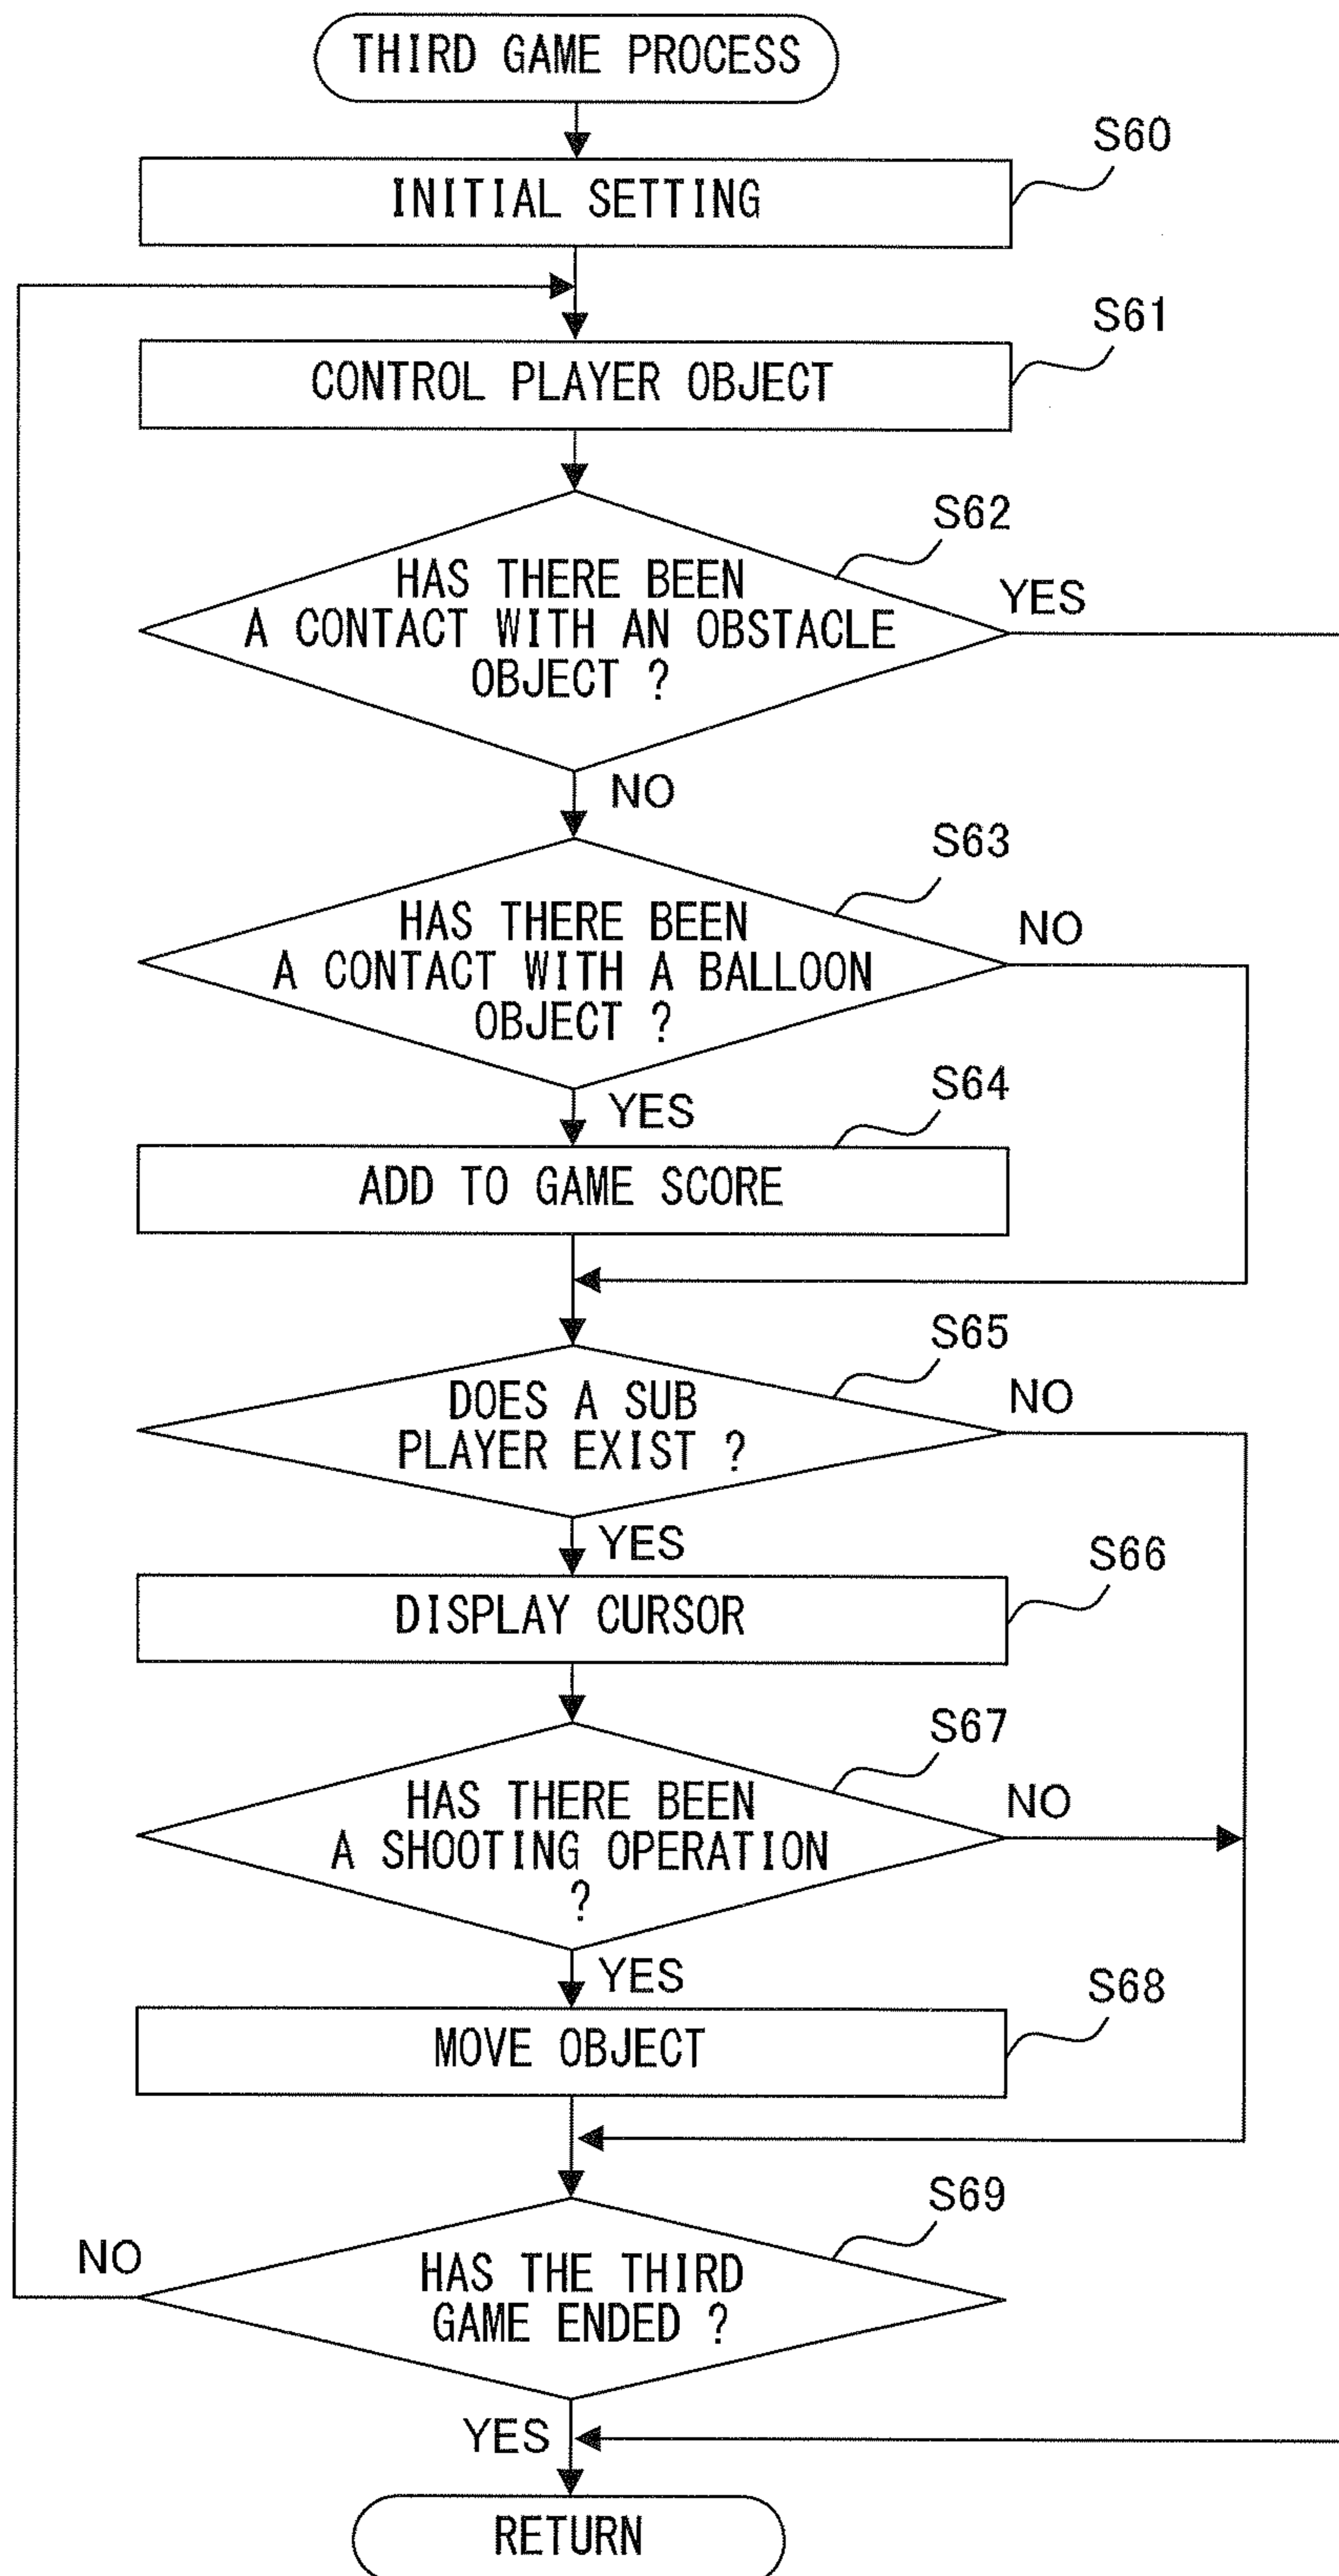 THIRD GAME PROCESS
S60
INITIAL SETTING
S61
CONTROL PLAYER OBJECT
S62
HAS THERE BEEN
A CONTACT WITH AN OBSTACLE
OBJECT ?
YES
NO
S63
HAS THERE BEEN
A CONTACT WITH A BALLOON
OBJECT ?
NO
YES
S64
ADD TO GAME SCORE
S65
DOES A SUB
PLAYER EXIST ?
NO
YES
S66
DISPLAY CURSOR
S67
HAS THERE BEEN
A SHOOTING OPERATION
?
NO
YES
S68
MOVE OBJECT
S69
NO
HAS THE THIRD
GAME ENDED ?
YES
RETURN